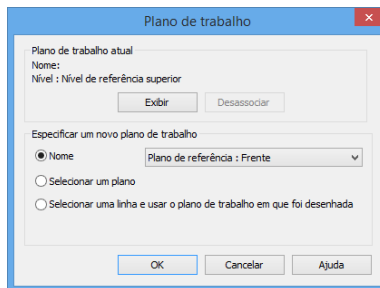 Plano de trabalho
Plano de trabalho atual
Nome:
Nível : Nível de referência superior
Exibir Desassociar
Especificar um novo plano de trabalho
Nome Plano de referência : Frente
Selecionar um plano
Selecionar uma linha e usar o plano de trabalho em que foi desenhada
OK Cancelar Ajuda